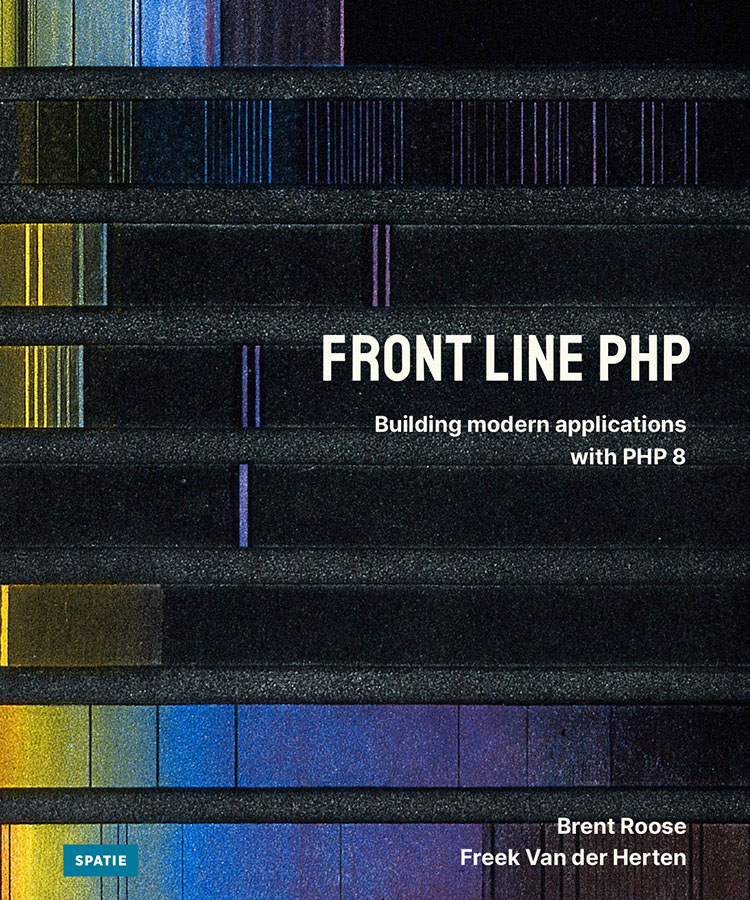 FRONT LINE PHP
Building modern applications
with PHP 8
Brent Roose
Freek Van der Herten
SPATIE